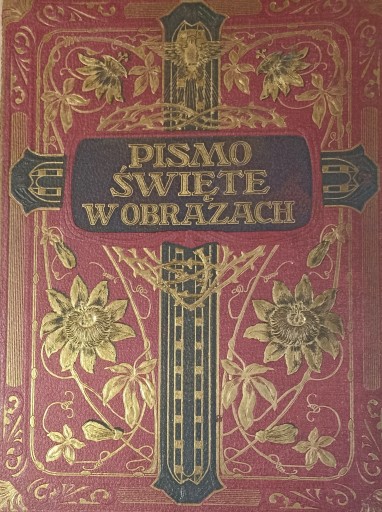 PISMO
ŚWIĘTE
W OBRAZACH